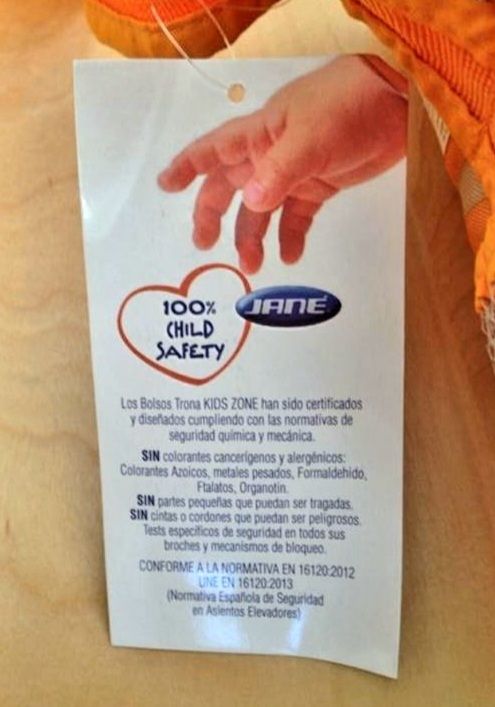 100%
CHILD
SAFETY
JANÉ
Los Bolsos Trona KIDS ZONE han sido certificados
y diseñados cumpliendo con las normativas de
seguridad química y mecánica.
SIN colorantes cancerígenos y alergénicos:
Colorantes Azoicos, metales pesados, Formaldehido,
Ftalatos, Organotin.
SIN partes pequeñas que puedan ser tragadas.
SIN cintas o cordones que puedan ser peligrosos.
Tests específicos de seguridad en todos sus
broches y mecanismos de bloqueo.
CONFORME A LA NORMATIVA EN 16120:2012
UNE EN 16120:2013
(Normativa Española de Seguridad
en Asientos Elevadores)